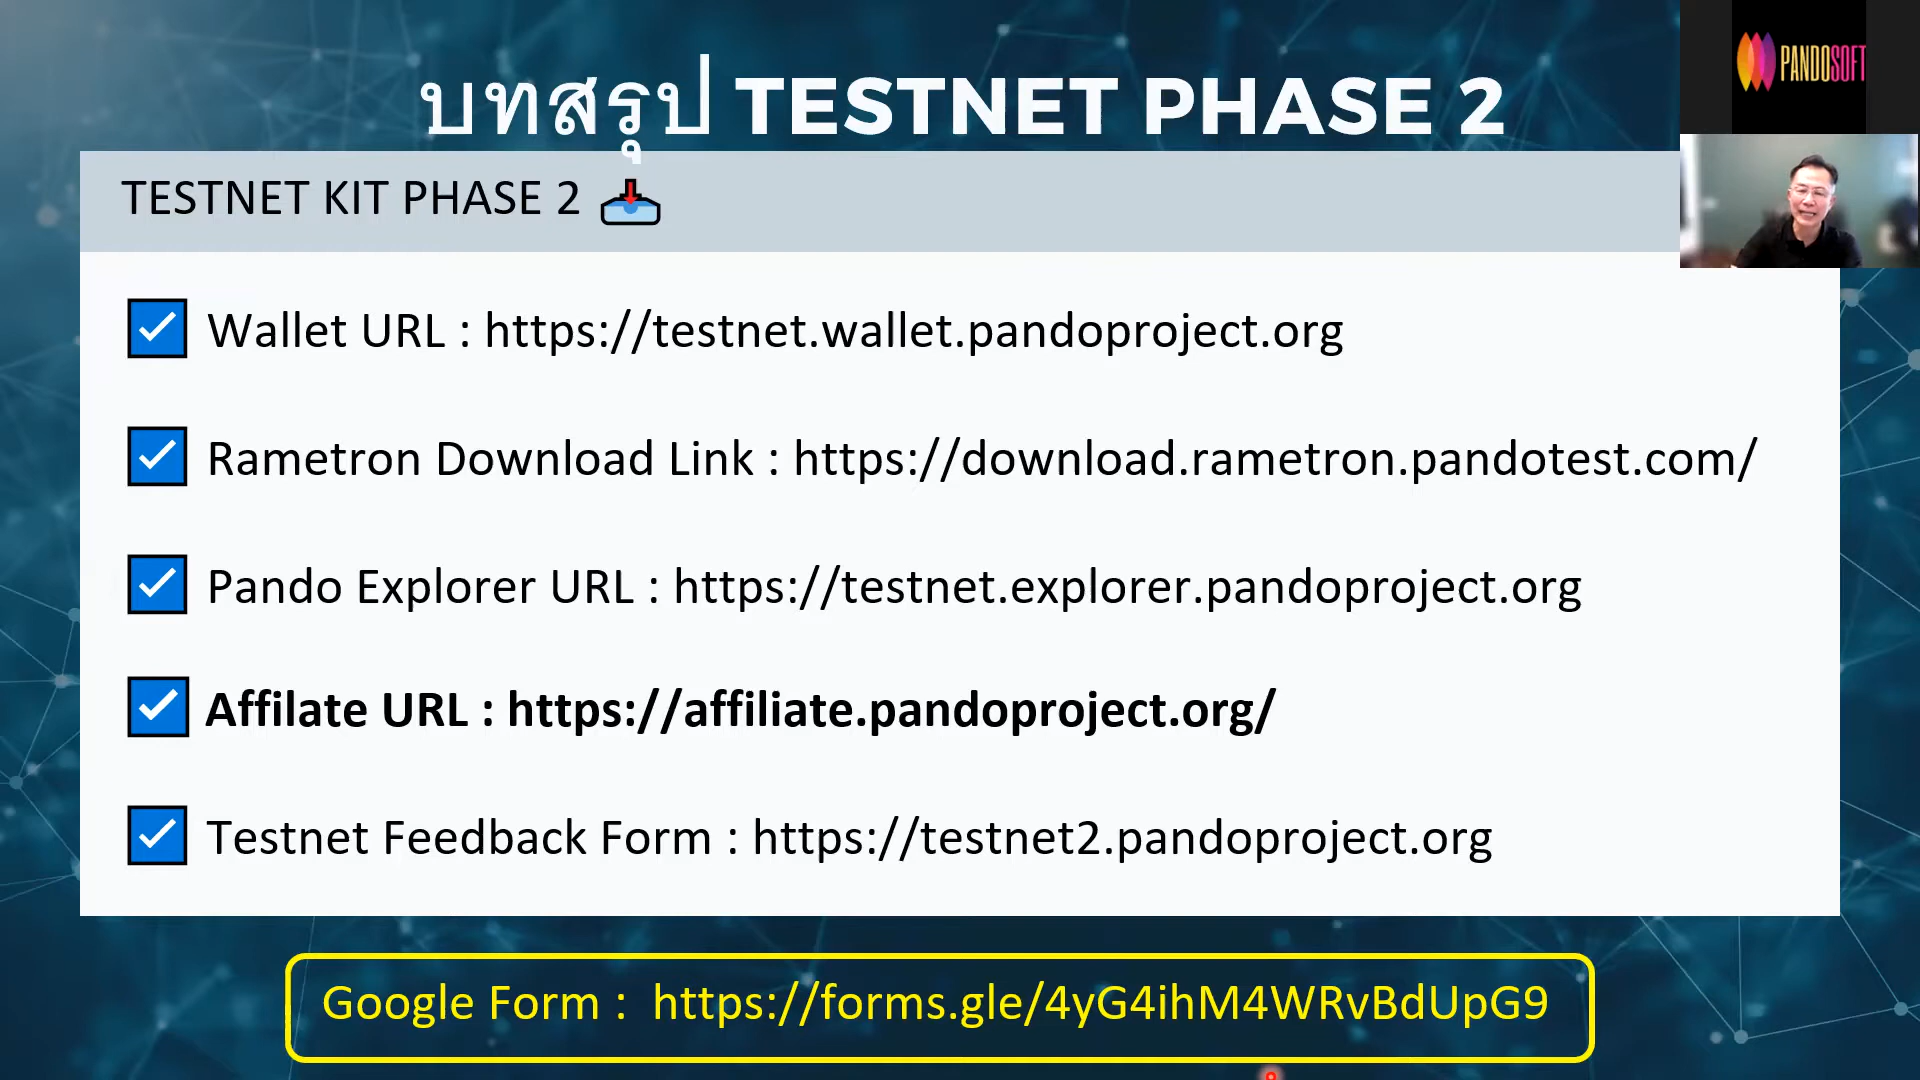 บทสรุป TESTNET PHASE 2
PANDOSOFT
TESTNET KIT PHASE 2
Wallet URL : https://testnet.wallet.pandoproject.org
Rametron Download Link : https://download.rametron.pandotest.com/
Pando Explorer URL : https://testnet.explorer.pandoproject.org
Affilate URL : https://affiliate.pandoproject.org/
Testnet Feedback Form : https://testnet2.pandoproject.org
Google Form :  https://forms.gle/4yG4ihM4WRvBdUpG9